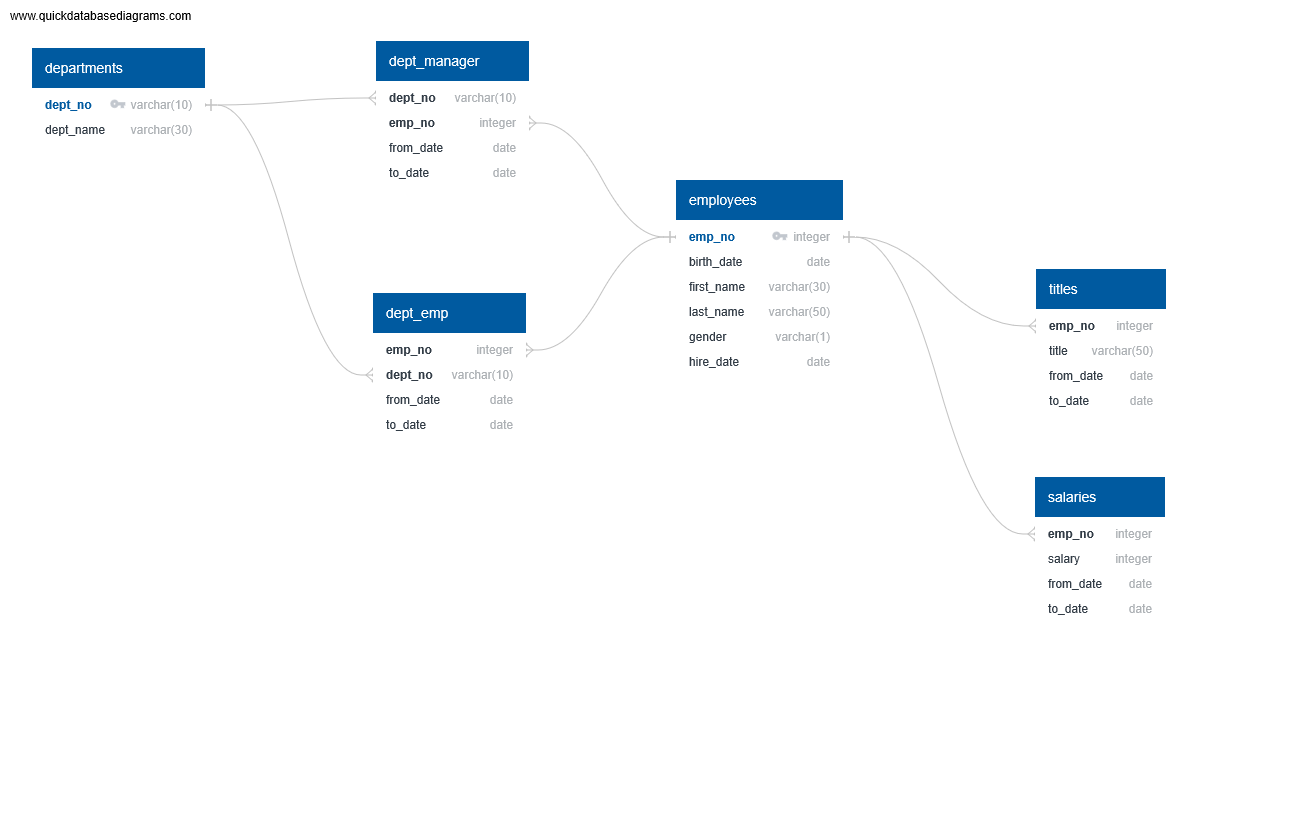 www.quickdatabasediagrams.com
departments
dept_no varchar(10)
dept_name varchar(30)
dept_manager
dept_no varchar(10)
emp_no integer
from_date date
to_date date
dept_emp
emp_no integer
dept_no varchar(10)
from_date date
to_date date
employees
emp_no integer
birth_date date
first_name varchar(30)
last_name varchar(50)
gender varchar(1)
hire_date date
titles
emp_no integer
title varchar(50)
from_date date
to_date date
salaries
emp_no integer
salary integer
from_date date
to_date date